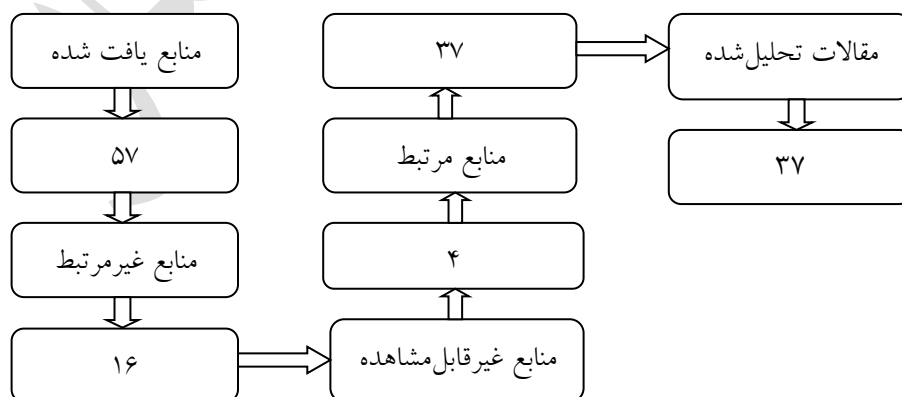 منابع یافت شده
۵۷
منابع غیرمرتبط
۱۶
منابع غیرقابل‌مشاهده
۴
منابع مرتبط
۳۷
مقالات تحلیل‌شده
۳۷